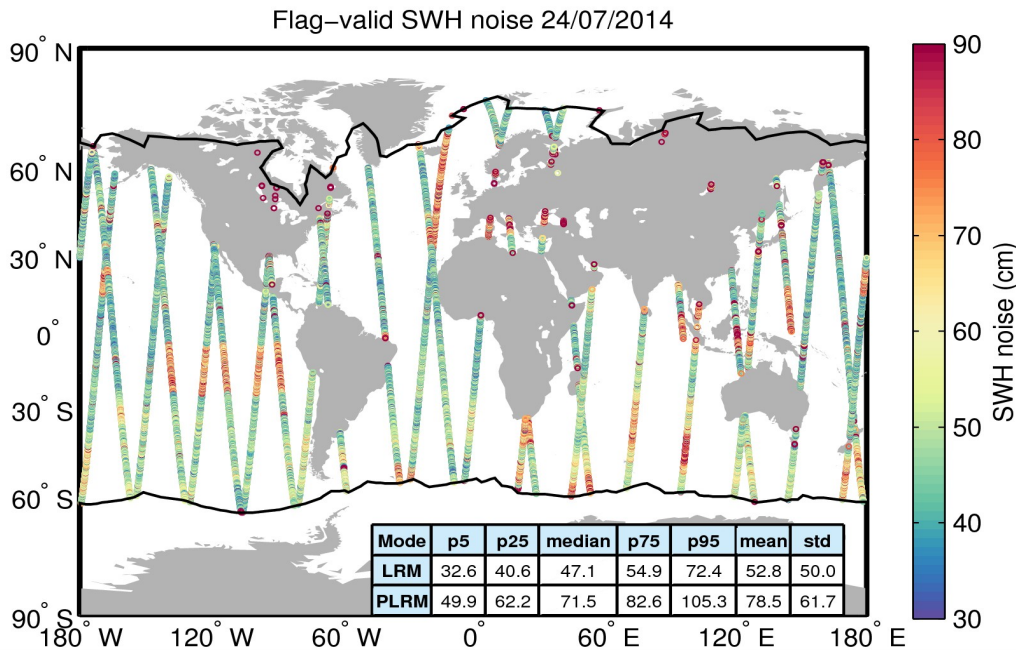 Flag−valid SWH noise 24/07/2014
90° N
60° N
30° N
0°
30° S
60° S
90° S
180° W
120° W
60° W
0°
60° E
120° E
180° E
90
80
70
60
50
40
30
SWH noise (cm)
Mode p5 p25 median p75 p95 mean std
LRM 32.6 40.6 47.1 54.9 72.4 52.8 50.0
PLRM 49.9 62.2 71.5 82.6 105.3 78.5 61.7